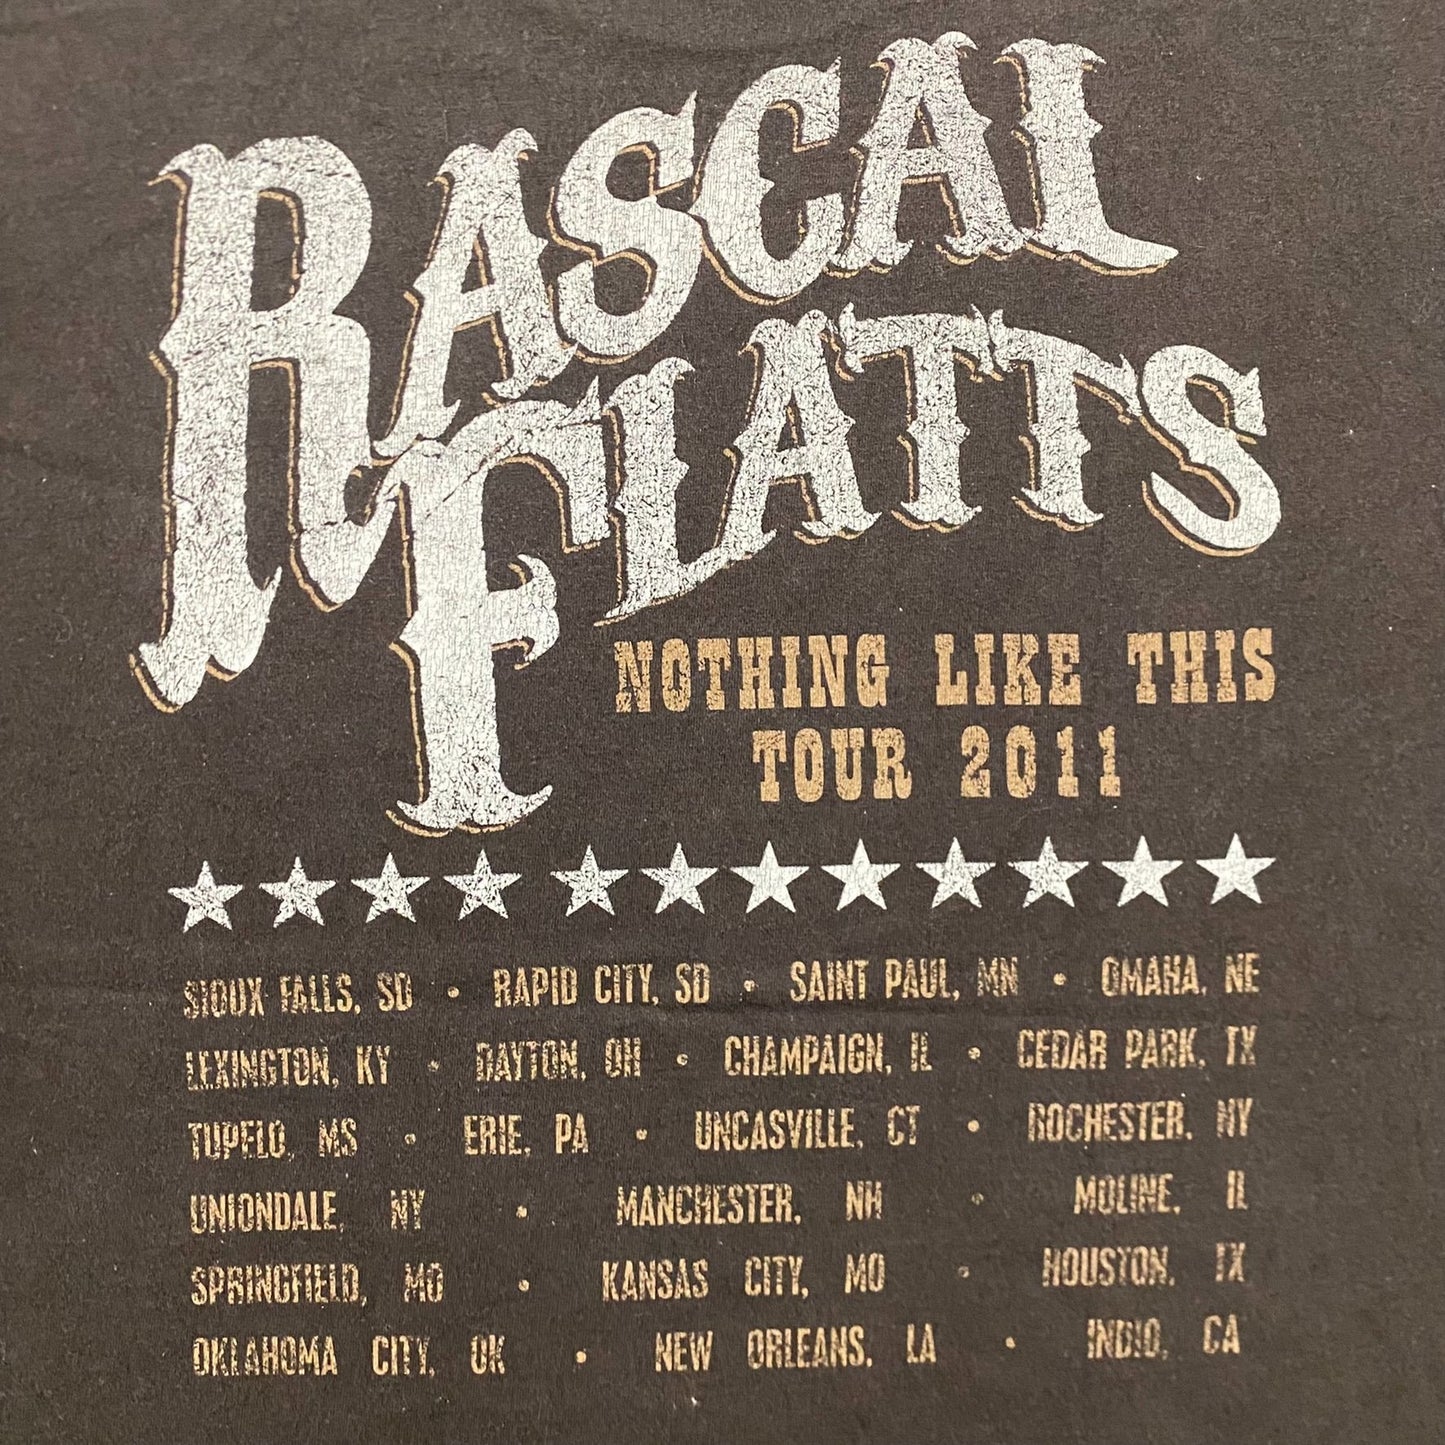 RASCAL
FLATTS
NOTHING LIKE THIS
TOUR 2011
SIOUX FALLS, SD • RAPID CITY, SD • SAINT PAUL, MN • OMAHA, NE
LEXINGTON, KY • DAYTON, OH • CHAMPAIGN, IL • CEDAR PARK, TX
TUPELO, MS • ERIE, PA • UNCASVILLE, CT • ROCHESTER, NY
UNIONDALE, NY • MANCHESTER, NH • MOLINE, IL
SPRINGFIELD, MO • KANSAS CITY, MO • HOUSTON, TX
OKLAHOMA CITY, OK • NEW ORLEANS, LA • INDIO, CA